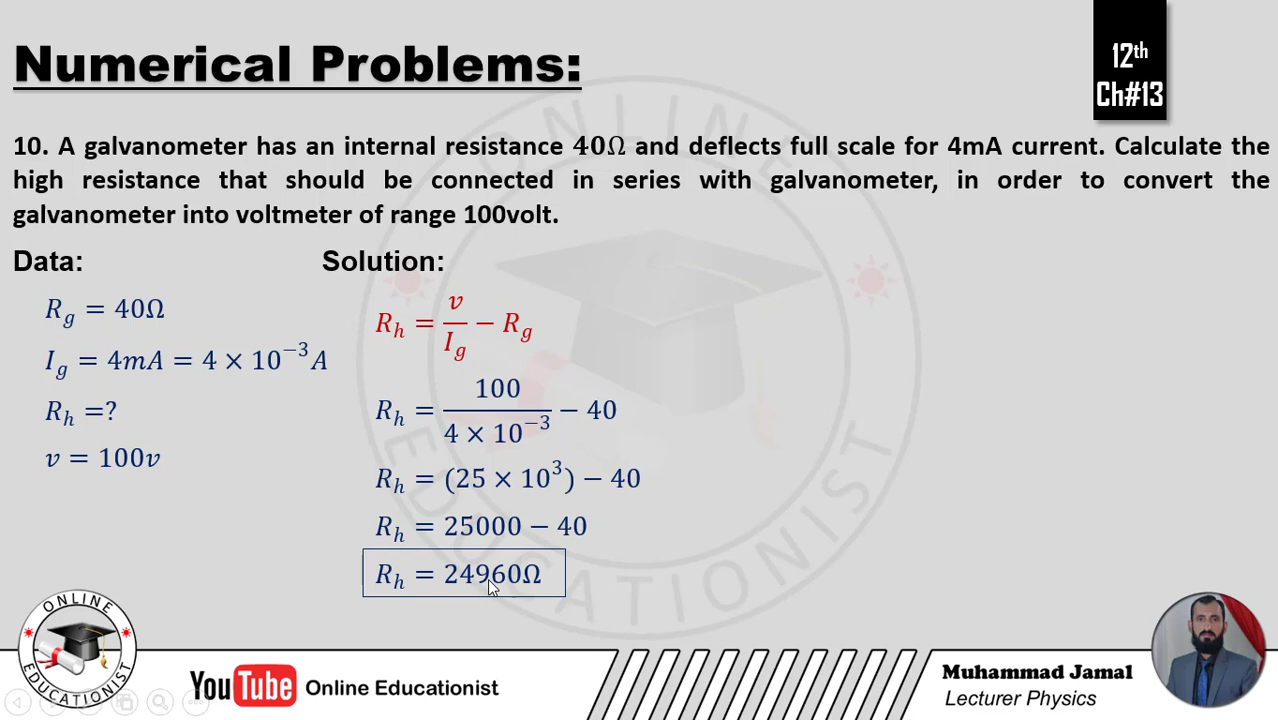 Numerical Problems:
12th
Ch#13
10. A galvanometer has an internal resistance 40Ω and deflects full scale for 4mA current. Calculate the
high resistance that should be connected in series with galvanometer, in order to convert the
galvanometer into voltmeter of range 100volt.
Data:
Solution:
R_g = 40Ω
I_g = 4mA = 4 × 10^{-3}A
R_h =?
v = 100v
R_h = v/I_g − R_g
R_h = 100/(4 × 10^{-3}) − 40
R_h = (25 × 10^3) − 40
R_h = 25000 − 40
R_h = 24960Ω
ONLINE
EDUCATIONIST
ONLINE
EDUCATIONIST
YouTube Online Educationist
Muhammad Jamal
Lecturer Physics